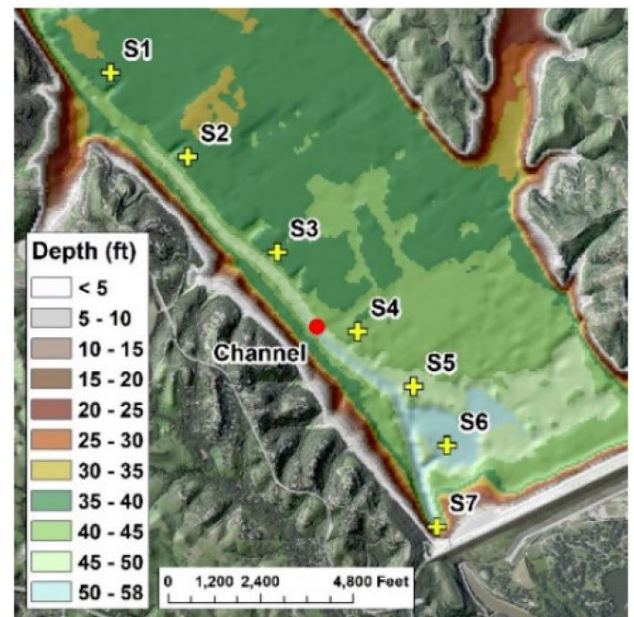 S1
S2
S3
S4
Channel
S5
S6
S7
Depth (ft)
< 5
5 - 10
10 - 15
15 - 20
20 - 25
25 - 30
30 - 35
35 - 40
40 - 45
45 - 50
50 - 58
0 1,200 2,400 4,800 Feet